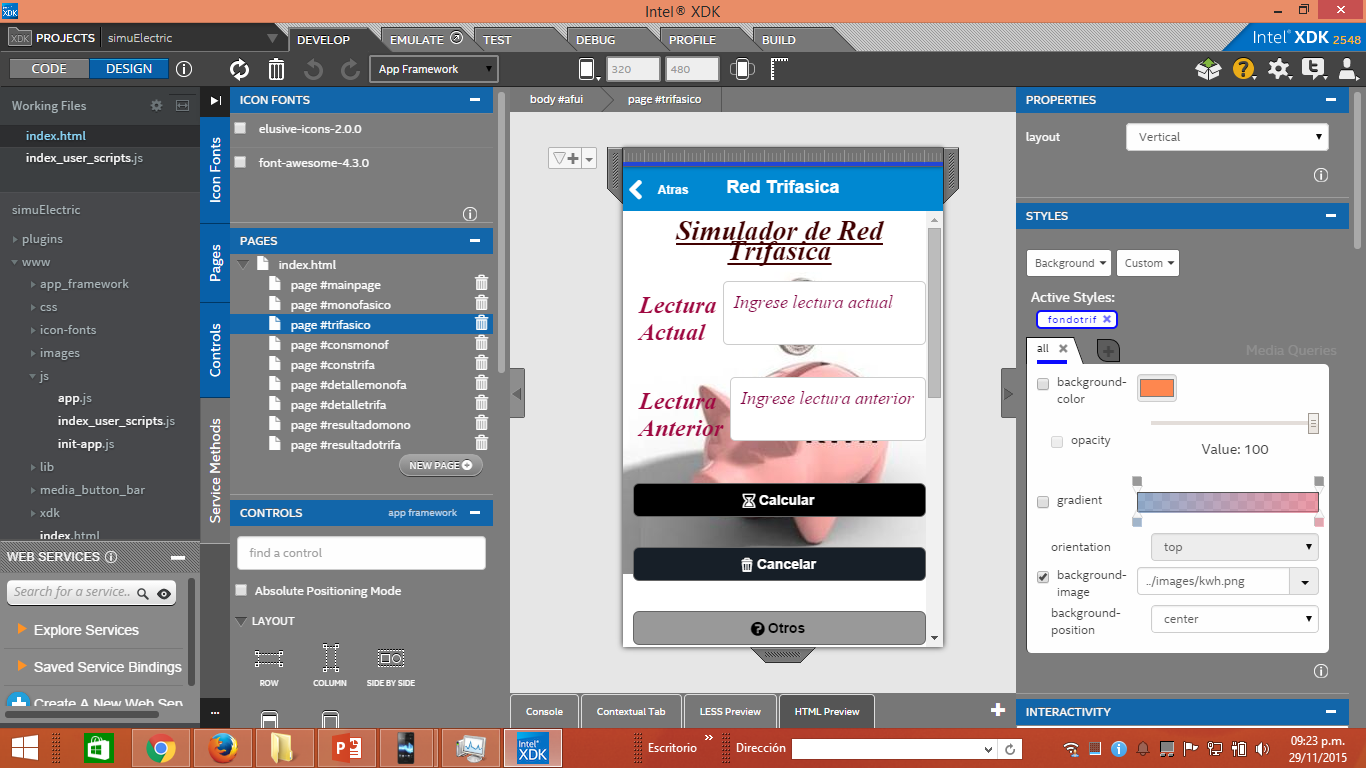 Intel® XDK
XDK PROJECTS simuElectric
DEVELOP EMULATE TEST DEBUG PROFILE BUILD
Intel® XDK 2548
CODE DESIGN
App Framework
320 480
Working Files
index.html
index_user_scripts.js
simuElectric
plugins
www
app_framework
css
icon-fonts
images
js
app.js
index_user_scripts.js
init-app.js
lib
media_button_bar
xdk
index.html
WEB SERVICES
Search for a service..
Explore Services
Saved Service Bindings
Create A New Web Ser
Icon Fonts
Pages
Controls
Service Methods
...
ICON FONTS
elusive-icons-2.0.0
font-awesome-4.3.0
PAGES
index.html
page #mainpage
page #monofasico
page #trifasico
page #consmonof
page #constrifa
page #detallemonofa
page #detalletrifa
page #resultadomono
page #resultadotrifa
NEW PAGE
CONTROLS app framework
find a control
Absolute Positioning Mode
LAYOUT
ROW COLUMN SIDE BY SIDE
body #afui page #trifasico
Atras Red Trifasica
Simulador de Red
Trifasica
Lectura
Actual
Ingrese lectura actual
Lectura
Anterior
Ingrese lectura anterior
Calcular
Cancelar
Otros
Console Contextual Tab LESS Preview HTML Preview
PROPERTIES
layout Vertical
STYLES
Background Custom
Active Styles:
fondotrif
all
Media Queries
background-
color
opacity
Value: 100
gradient
orientation top
background-
image
../images/kwh.png
background-
position
center
INTERACTIVITY
Intel®
XDK
Escritorio » Dirección
09:23 p.m.
29/11/2015